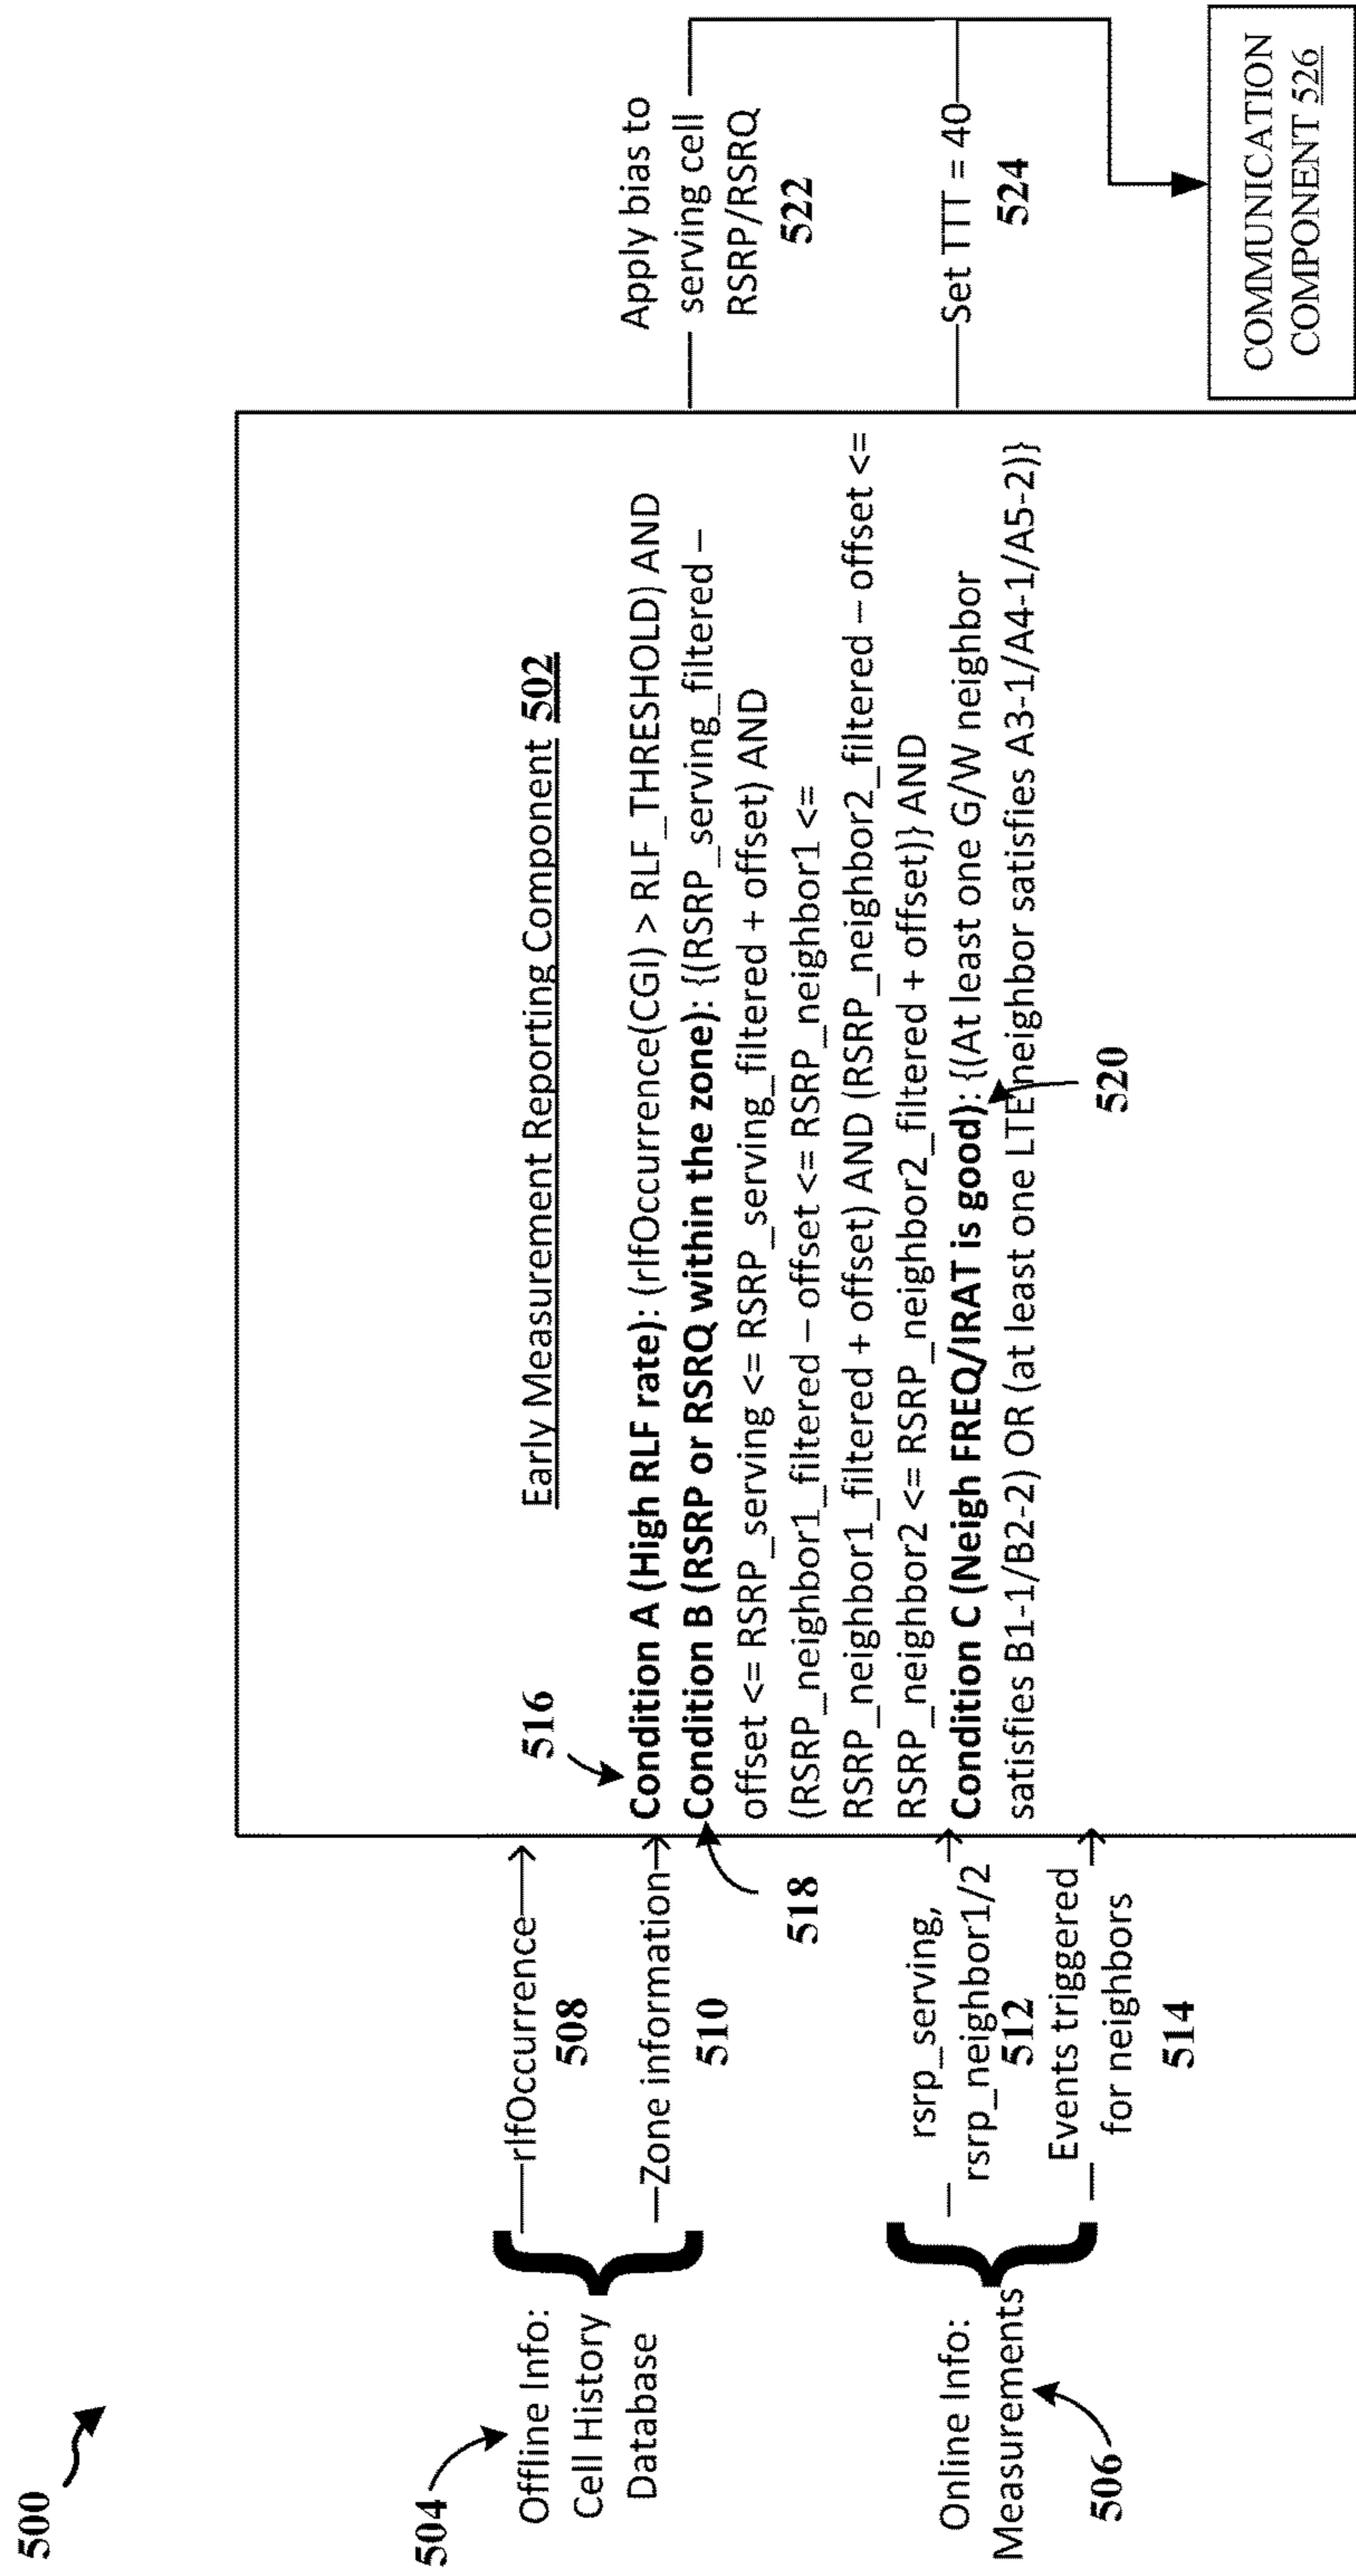 500
504
Offline Info:
Cell History
Database
Online Info:
Measurements
506
rlfOccurrence
508
Zone information
510
rsrp_serving,
rsrp_neighbor1/2
512
Events triggered
for neighbors
514
516
518
Early Measurement Reporting Component 502
Condition A (High RLF rate): (rlfOccurrence(CGI) > RLF_THRESHOLD) AND
Condition B (RSRP or RSRQ within the zone): {(RSRP_serving_filtered –
offset <= RSRP_serving <= RSRP_serving_filtered + offset) AND
(RSRP_neighbor1_filtered – offset <= RSRP_neighbor1 <=
RSRP_neighbor1_filtered + offset) AND (RSRP_neighbor2_filtered – offset <=
RSRP_neighbor2 <= RSRP_neighbor2_filtered + offset)} AND
Condition C (Neigh FREQ/IRAT is good): {(At least one G/W neighbor
satisfies B1-1/B2-2) OR (at least one LTE neighbor satisfies A3-1/A4-1/A5-2)}
520
Apply bias to
serving cell
RSRP/RSRQ
522
Set TTT = 40
524
COMMUNICATION
COMPONENT 526